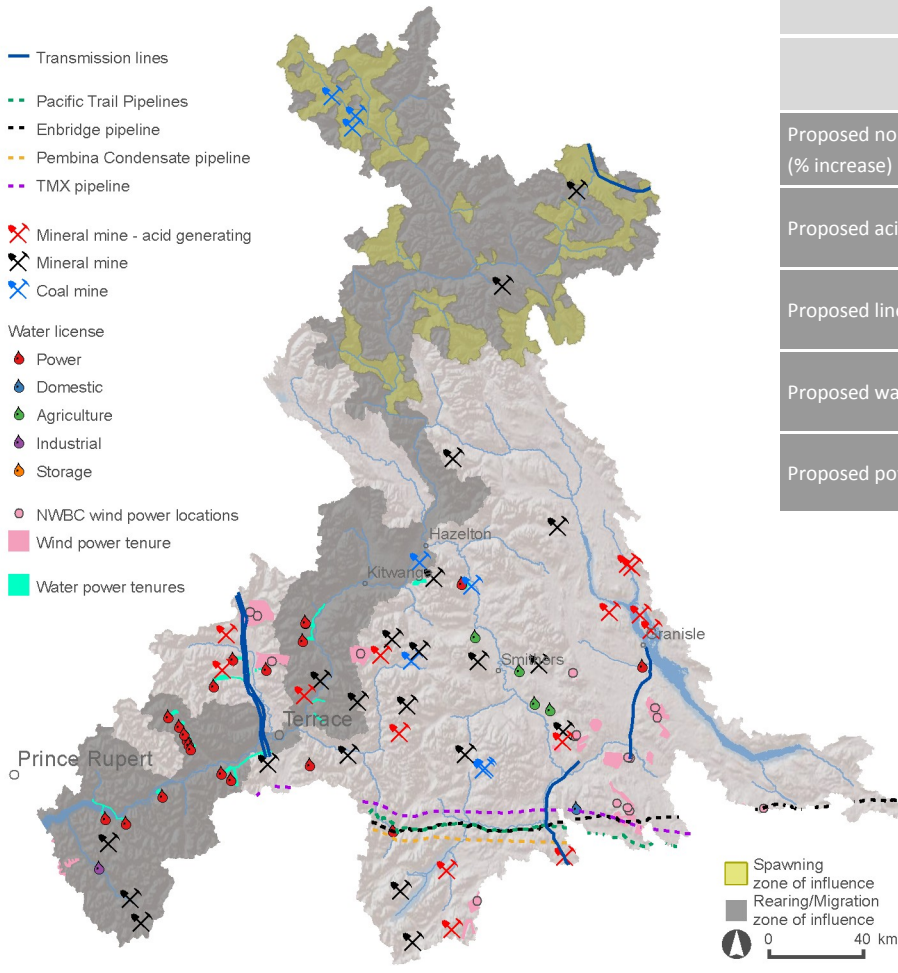 Transmission lines
Pacific Trail Pipelines
Enbridge pipeline
Pembina Condensate pipeline
TMX pipeline
Mineral mine - acid generating
Mineral mine
Coal mine
Water license
Power
Domestic
Agriculture
Industrial
Storage
NWBC wind power locations
Wind power tenure
Water power tenures
Proposed no
(% increase)
Proposed aci
Proposed line
Proposed wa
Proposed po
Hazelton
Kitwanga
Granisle
Smithers
Terrace
Prince Rupert
Spawning
zone of influence
Rearing/Migration
zone of influence
0 40 km